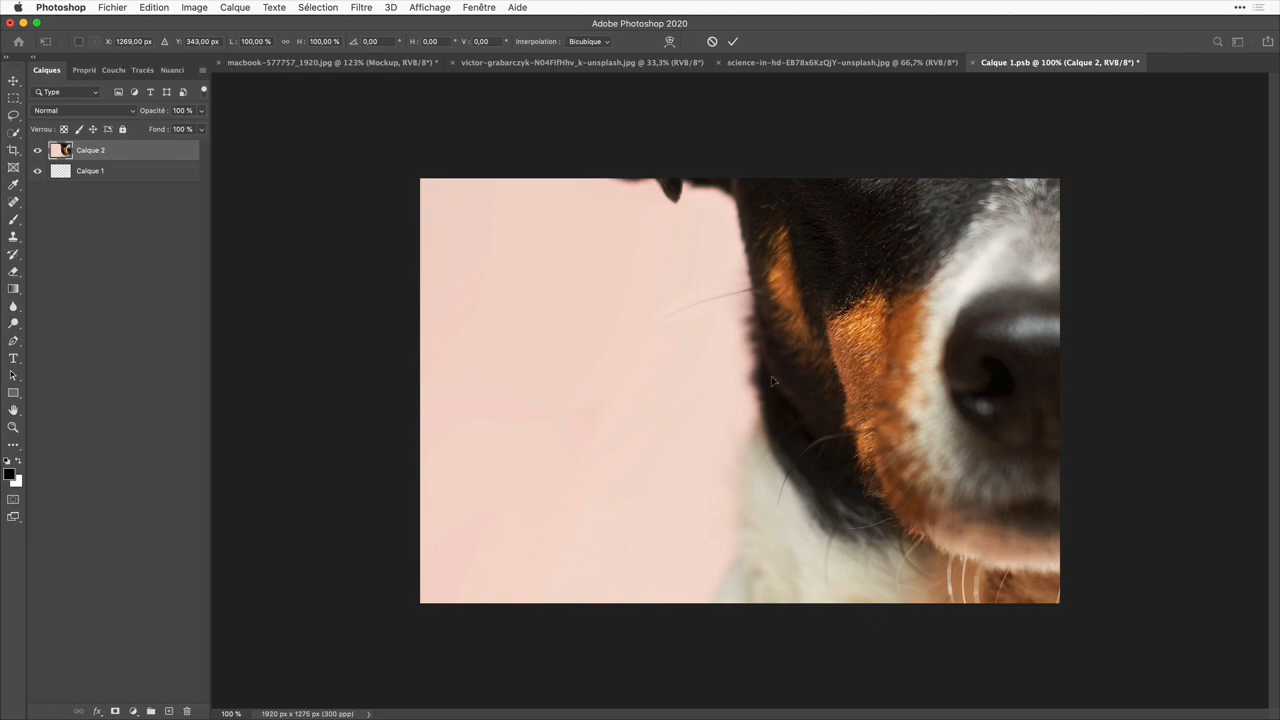 Photoshop Fichier Edition Image Calque Texte Sélection Filtre 3D Affichage Fenêtre Aide
Adobe Photoshop 2020
X: 1269,00 px Y: 343,00 px L: 100,00 % H: 100,00 % 0,00 ° H: 0,00 ° V: 0,00 ° Interpolation : Bicubique
Calques Propri Couche Tracés Nuanci
macbook-577757_1920.jpg @ 123% (Mockup, RVB/8*) *
victor-grabarczyk-N04FIfHhv_k-unsplash.jpg @ 33,3% (RVB/8*)
science-in-hd-EB78x6KzQjY-unsplash.jpg @ 66,7% (RVB/8*)
Calque 1.psb @ 100% (Calque 2, RVB/8*) *
Type
Normal Opacité : 100 %
Verrou : Fond : 100 %
Calque 2
Calque 1
100 % 1920 px x 1275 px (300 ppp)